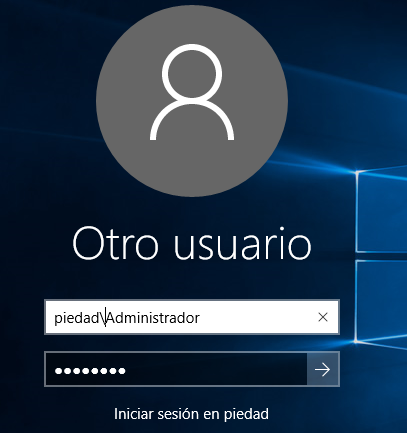 Otro usuario
piedad\Administrador
●●●●●●●●
Iniciar sesión en piedad